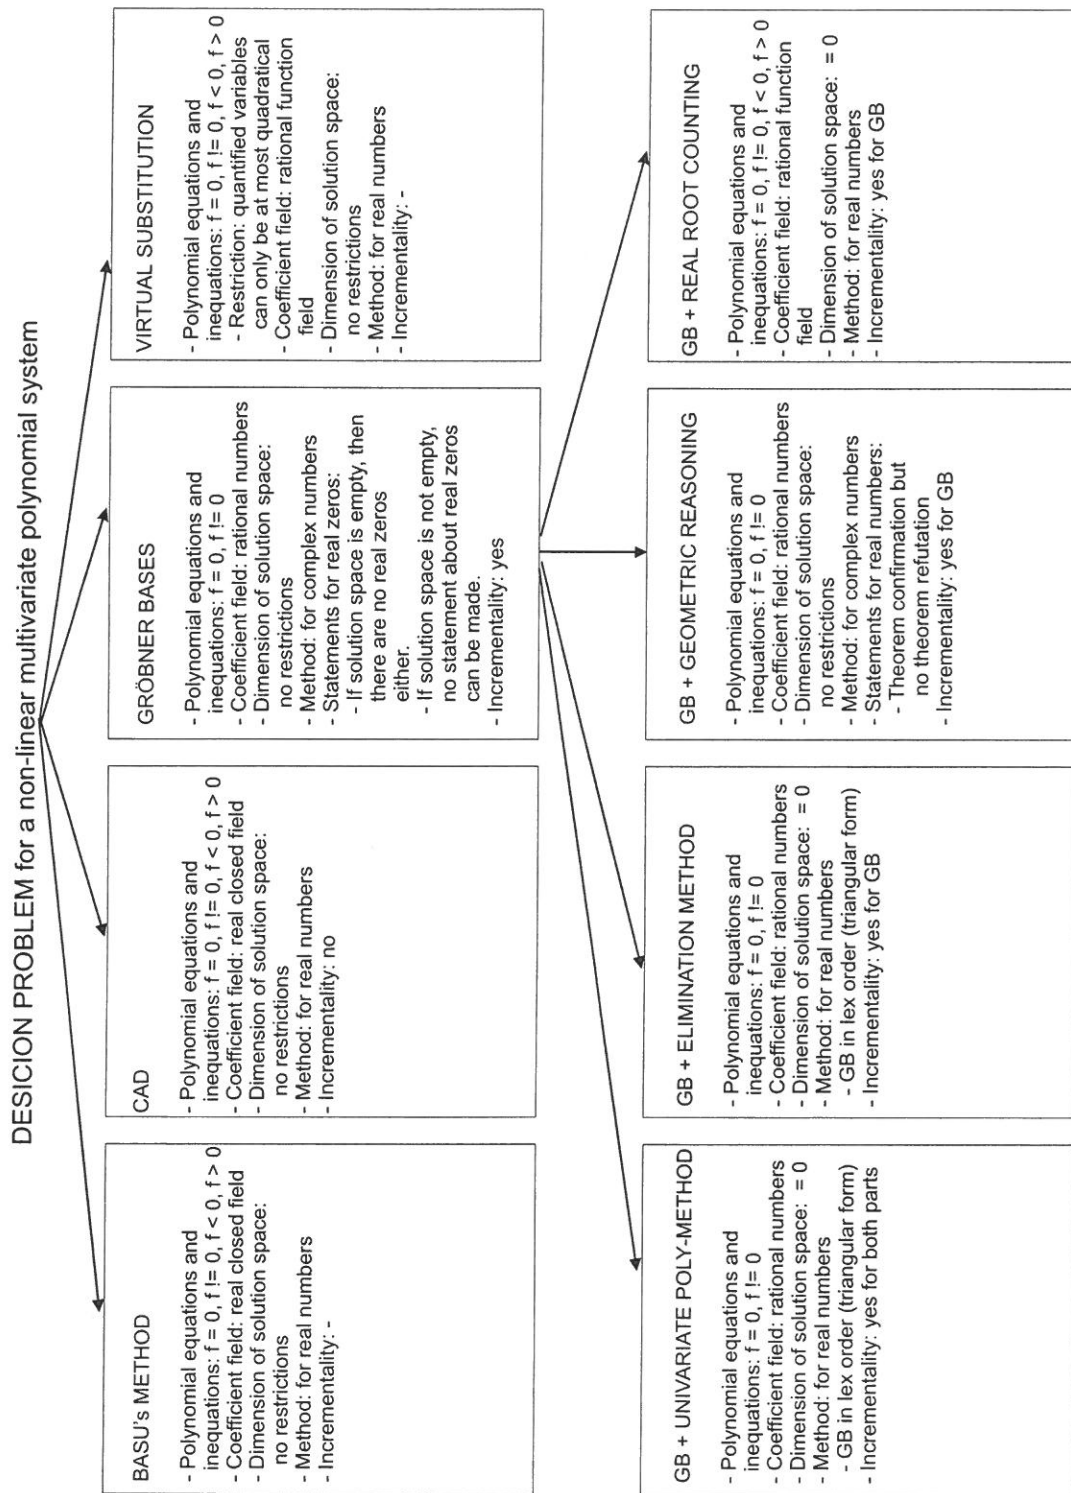 DESICION PROBLEM for a non-linear multivariate polynomial system
BASU's METHOD
- Polynomial equations and
inequations: f = 0, f != 0, f < 0, f > 0
- Coefficient field: real closed field
- Dimension of solution space:
no restrictions
- Method: for real numbers
- Incrementality: -
CAD
- Polynomial equations and
inequations: f = 0, f != 0, f < 0, f > 0
- Coefficient field: real closed field
- Dimension of solution space:
no restrictions
- Method: for real numbers
- Incrementality: no
GRÖBNER BASES
- Polynomial equations and
inequations: f = 0, f != 0
- Coefficient field: rational numbers
- Dimension of solution space:
no restrictions
- Method: for complex numbers
- Statements for real zeros:
- If solution space is empty, then
there are no real zeros
either.
- If solution space is not empty,
no statement about real zeros
can be made.
- Incrementality: yes
VIRTUAL SUBSTITUTION
- Polynomial equations and
inequations: f = 0, f != 0, f < 0, f > 0
- Restriction: quantified variables
can only be at most quadratical
- Coefficient field: rational function
field
- Dimension of solution space:
no restrictions
- Method: for real numbers
- Incrementality: -
GB + UNIVARIATE POLY-METHOD
- Polynomial equations and
inequations: f = 0, f != 0
- Coefficient field: rational numbers
- Dimension of solution space: = 0
- Method: for real numbers
- GB in lex order (triangular form)
- Incrementality: yes for both parts
GB + ELIMINATION METHOD
- Polynomial equations and
inequations: f = 0, f != 0
- Coefficient field: rational numbers
- Dimension of solution space: = 0
- Method: for real numbers
- GB in lex order (triangular form)
- Incrementality: yes for GB
GB + GEOMETRIC REASONING
- Polynomial equations and
inequations: f = 0, f != 0
- Coefficient field: rational numbers
- Dimension of solution space:
no restrictions
- Method: for complex numbers
- Statements for real numbers:
- Theorem confirmation but
no theorem refutation
- Incrementality: yes for GB
GB + REAL ROOT COUNTING
- Polynomial equations and
inequations: f = 0, f != 0, f < 0, f > 0
- Coefficient field: rational function
field
- Dimension of solution space: = 0
- Method: for real numbers
- Incrementality: yes for GB